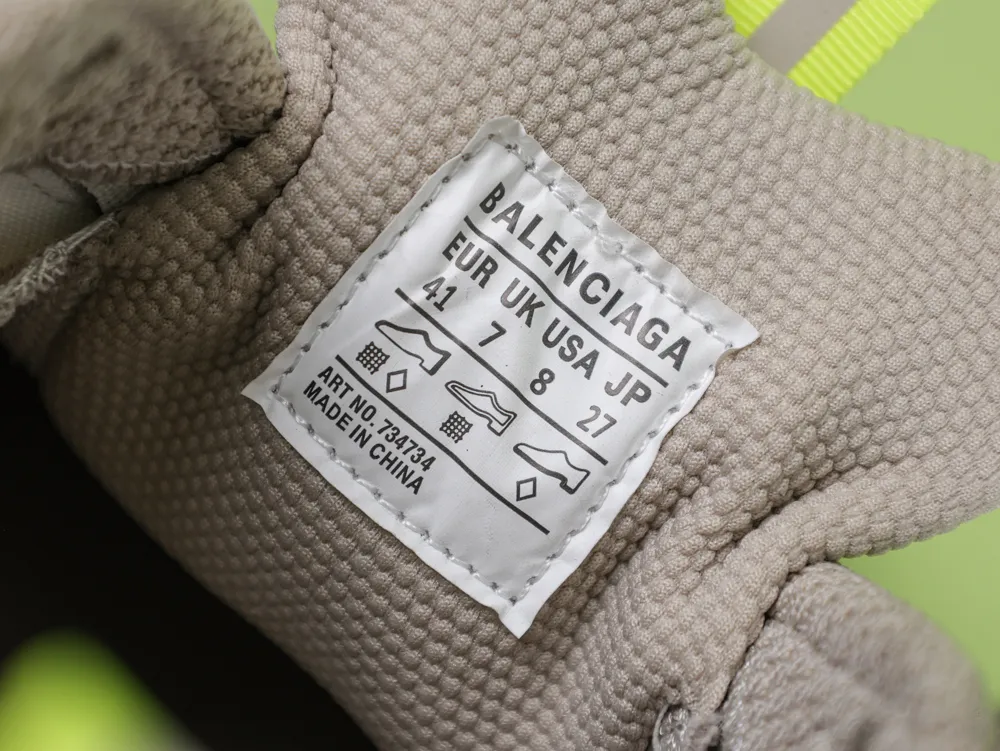 BALENCIAGA
EUR UK USA JP
41 7 8 27
ART NO. 734734
MADE IN CHINA